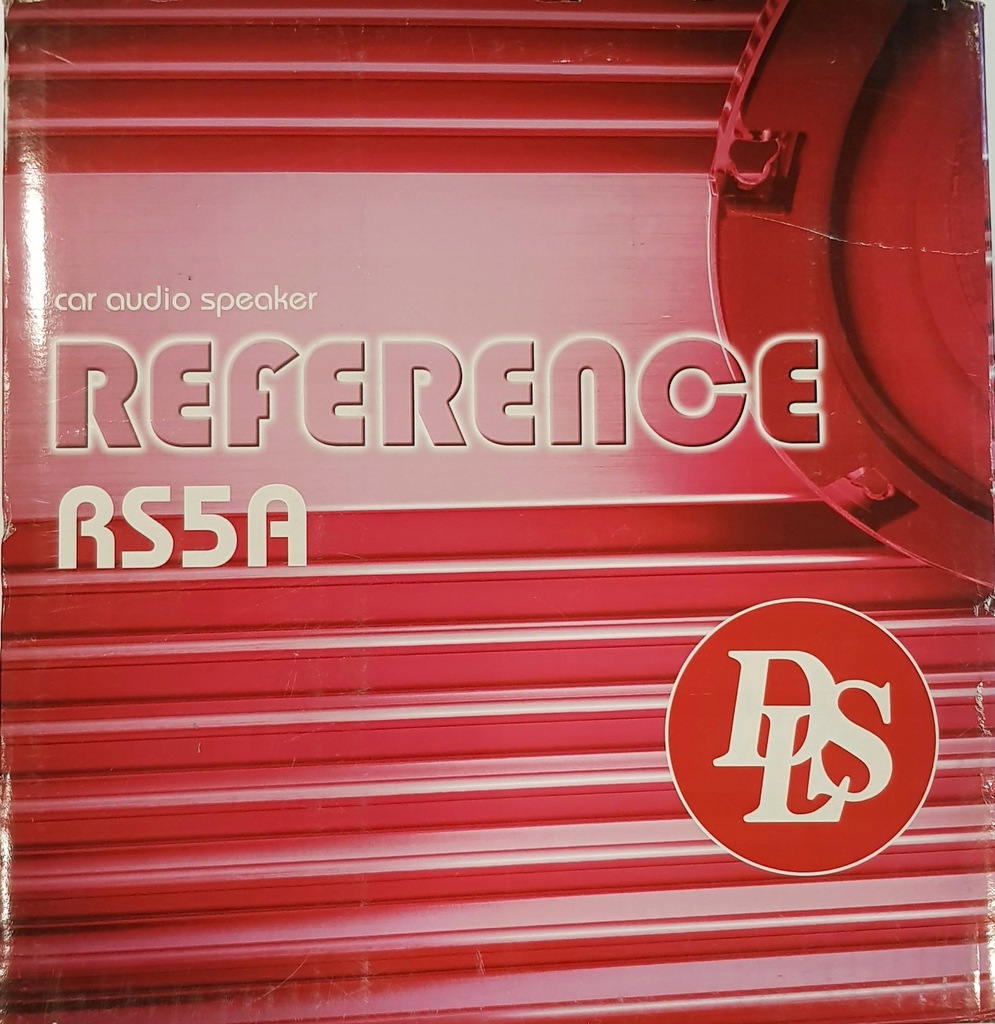 car audio speaker
REFERENCE
RS5A
DLS